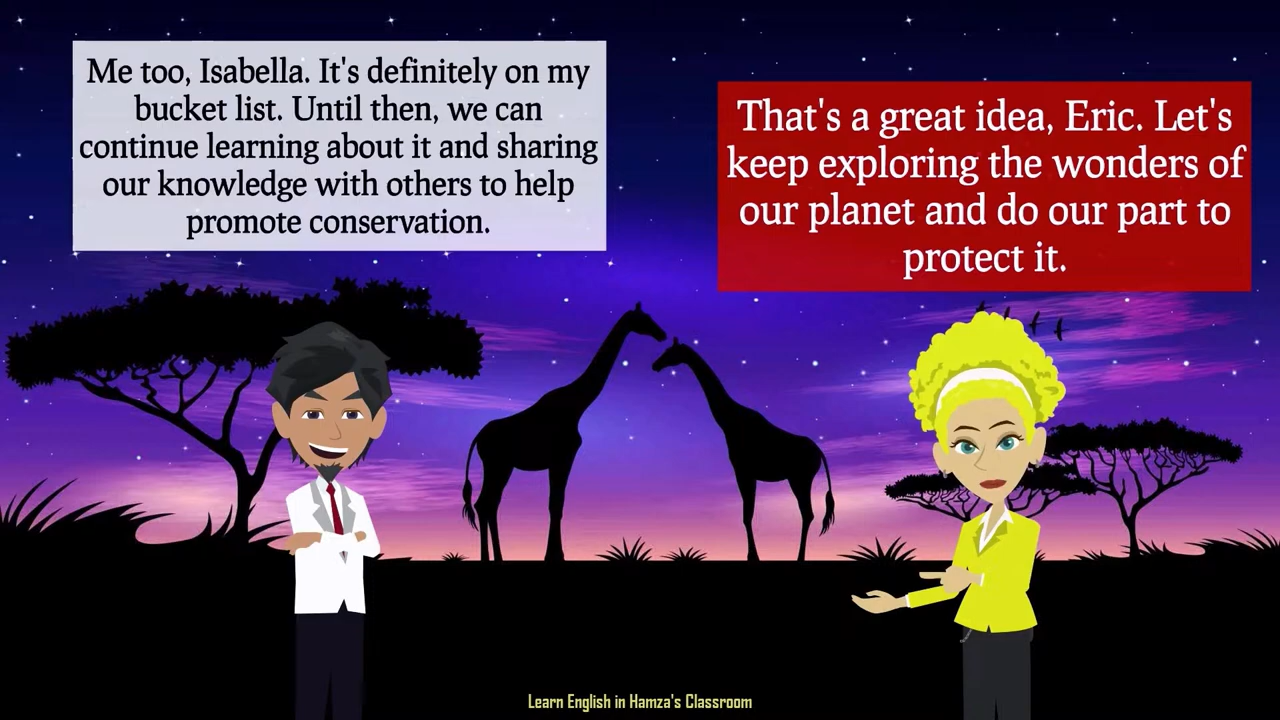 Me too, Isabella. It's definitely on my
bucket list. Until then, we can
continue learning about it and sharing
our knowledge with others to help
promote conservation.
That's a great idea, Eric. Let's
keep exploring the wonders of
our planet and do our part to
protect it.
Learn English in Hamza's Classroom